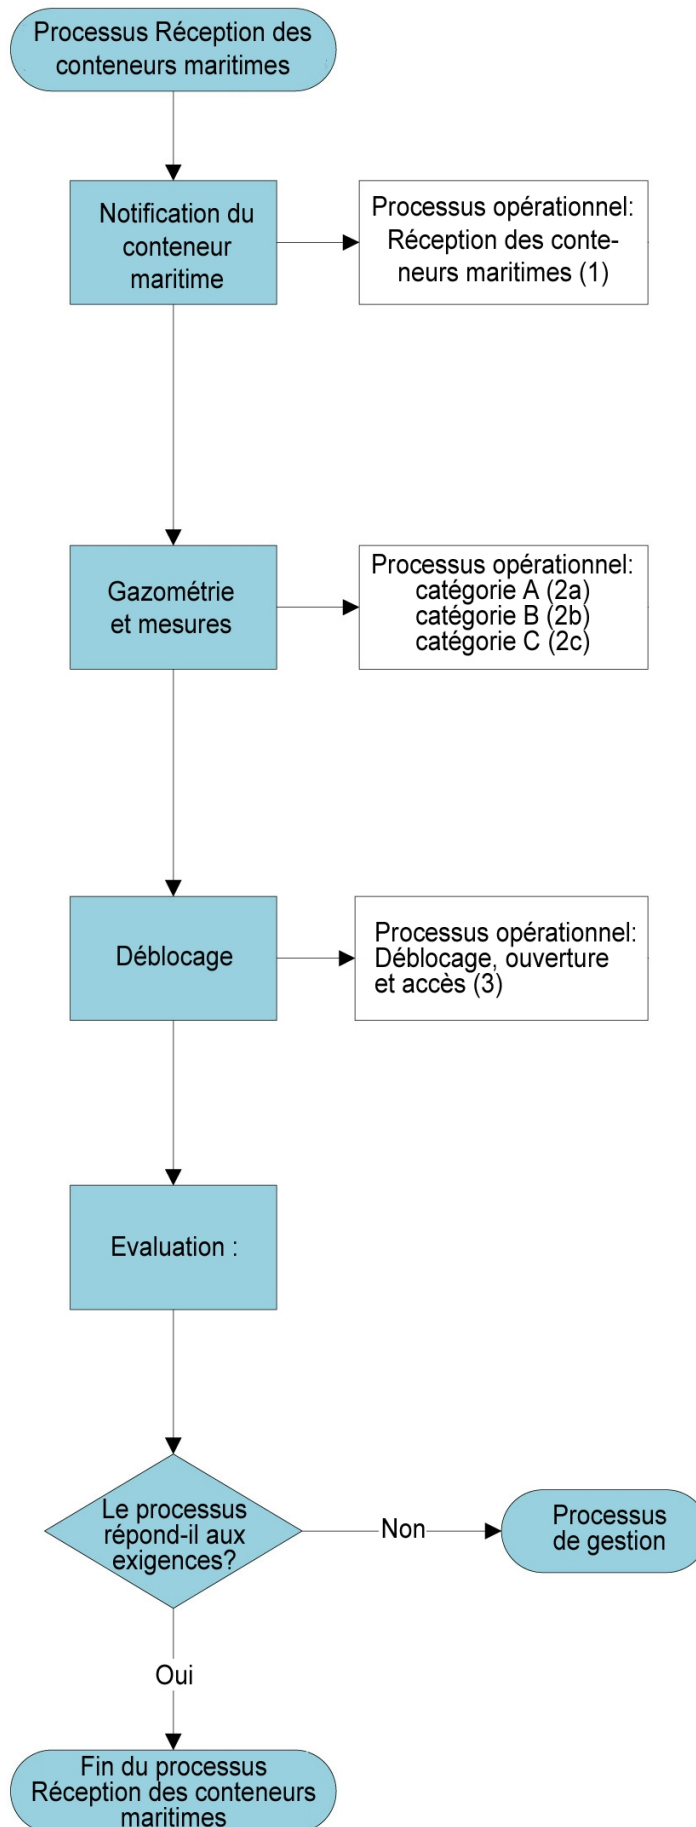 Processus Réception des
conteneurs maritimes
Notification du
conteneur
maritime
Processus opérationnel:
Réception des conte-
neurs maritimes (1)
Gazométrie
et mesures
Processus opérationnel:
catégorie A (2a)
catégorie B (2b)
catégorie C (2c)
Déblocage
Processus opérationnel:
Déblocage, ouverture
et accès (3)
Evaluation :
Le processus
répond-il aux
exigences?
Non
Processus
de gestion
Oui
Fin du processus
Réception des conteneurs
maritimes